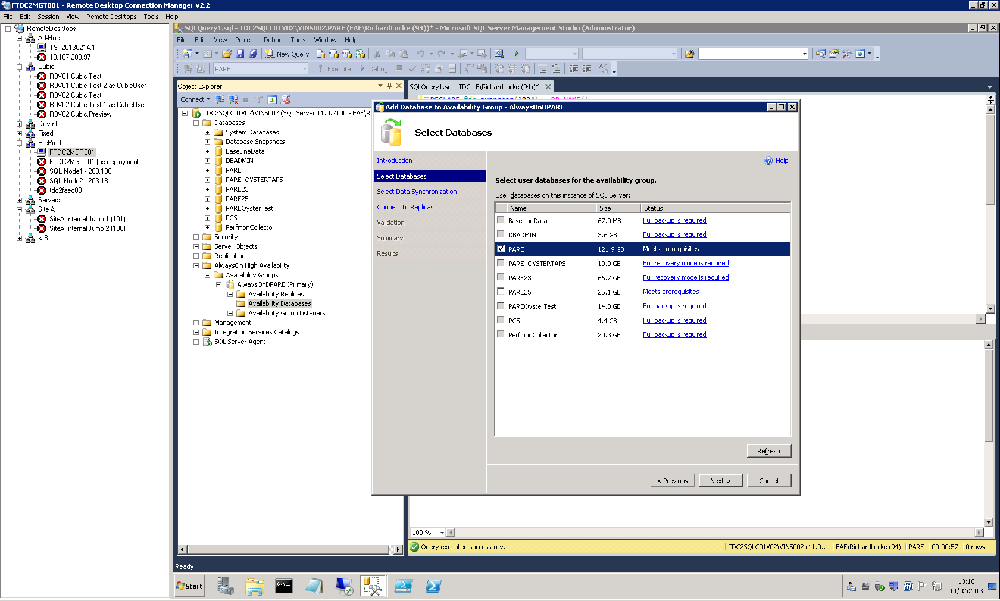 FTDC2MGT001 - Remote Desktop Connection Manager v2.2
File Edit Session View Remote Desktops Tools Help
RemoteDesktops
Ad-Hoc
TS_20130214.1
10.107.200.97
Cubic
R0V01 Cubic Test
R0V01 Cubic Test 2 as CubicUser
R0V02 Cubic Test
R0V02 Cubic Test 1 as CubicUser
R0V02.Cubic.Preview
DevInt
Fixed
PreProd
FTDC2MGT001
FTDC2MGT001 (as deployment)
SQL Node1 - 203.180
SQL Node2 - 203.181
tdc2faec03
Servers
Site A
SiteA Internal Jump 1 (101)
SiteA Internal Jump 2 (100)
xJB
SQLQuery1.sql - TDC2SQLC01V02\VINS002.PARE (FAE\RichardLocke (94))* - Microsoft SQL Server Management Studio (Administrator)
File Edit View Project Debug Tools Window Help
New Query
PARE Execute Debug
Object Explorer
Connect
TDC2SQLC01V02\VINS002 (SQL Server 11.0.2100 - FAE\Ri
Databases
System Databases
Database Snapshots
BaseLineData
DBADMIN
PARE
PARE_OYSTERTAPS
PARE23
PARE25
PAREOysterTest
PCS
PerfmonCollector
Security
Server Objects
Replication
AlwaysOn High Availability
Availability Groups
AlwaysOnDPARE (Primary)
Availability Replicas
Availability Databases
Availability Group Listeners
Management
Integration Services Catalogs
SQL Server Agent
SQLQuery1.sql - TDC...E\RichardLocke (94))*
DECLARE @db nvarchar(1024) = DB_NAME()
Add Database to Availability Group - AlwaysOnDPARE
Select Databases
Introduction
Select Databases
Select Data Synchronization
Connect to Replicas
Validation
Summary
Results
Help
Select user databases for the availability group.
User databases on this instance of SQL Server:
Name Size Status
BaseLineData 67.0 MB Full backup is required
DBADMIN 3.6 GB Full backup is required
PARE 121.9 GB Meets prerequisites
PARE_OYSTERTAPS 19.0 GB Full recovery mode is required
PARE23 66.7 GB Full recovery mode is required
PARE25 25.1 GB Meets prerequisites
PAREOysterTest 14.8 GB Full backup is required
PCS 4.4 GB Full backup is required
PerfmonCollector 20.3 GB Full backup is required
Refresh
< Previous Next > Cancel
100 %
Query executed successfully. TDC2SQLC01V02\VINS002 (11.0... FAE\RichardLocke (94) PARE 00:00:57 0 rows
Ready
Start
13:10
14/02/2013